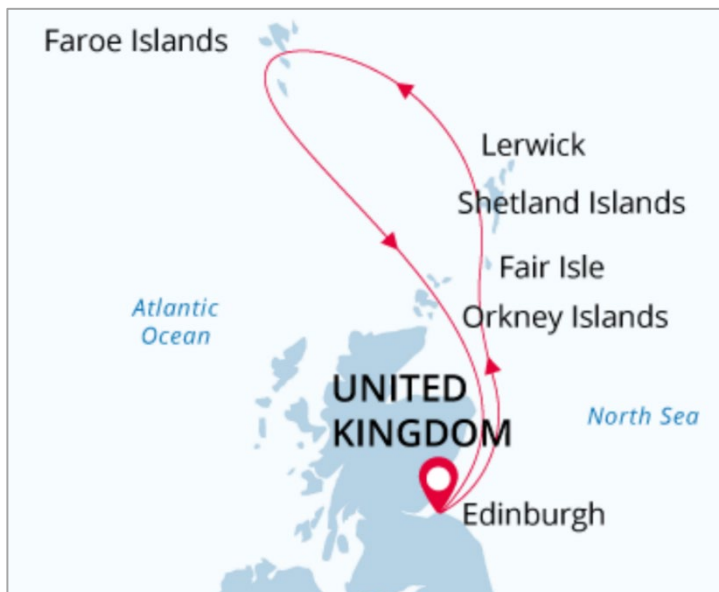 Faroe Islands
Lerwick
Shetland Islands
Fair Isle
Atlantic
Ocean
Orkney Islands
UNITED
KINGDOM
North Sea
Edinburgh